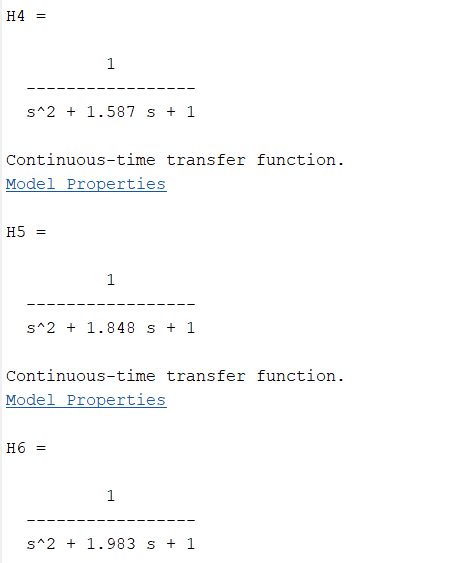 H4 =
1
-----------------
s^2 + 1.587 s + 1
Continuous-time transfer function.
Model Properties
H5 =
1
-----------------
s^2 + 1.848 s + 1
Continuous-time transfer function.
Model Properties
H6 =
1
-----------------
s^2 + 1.983 s + 1